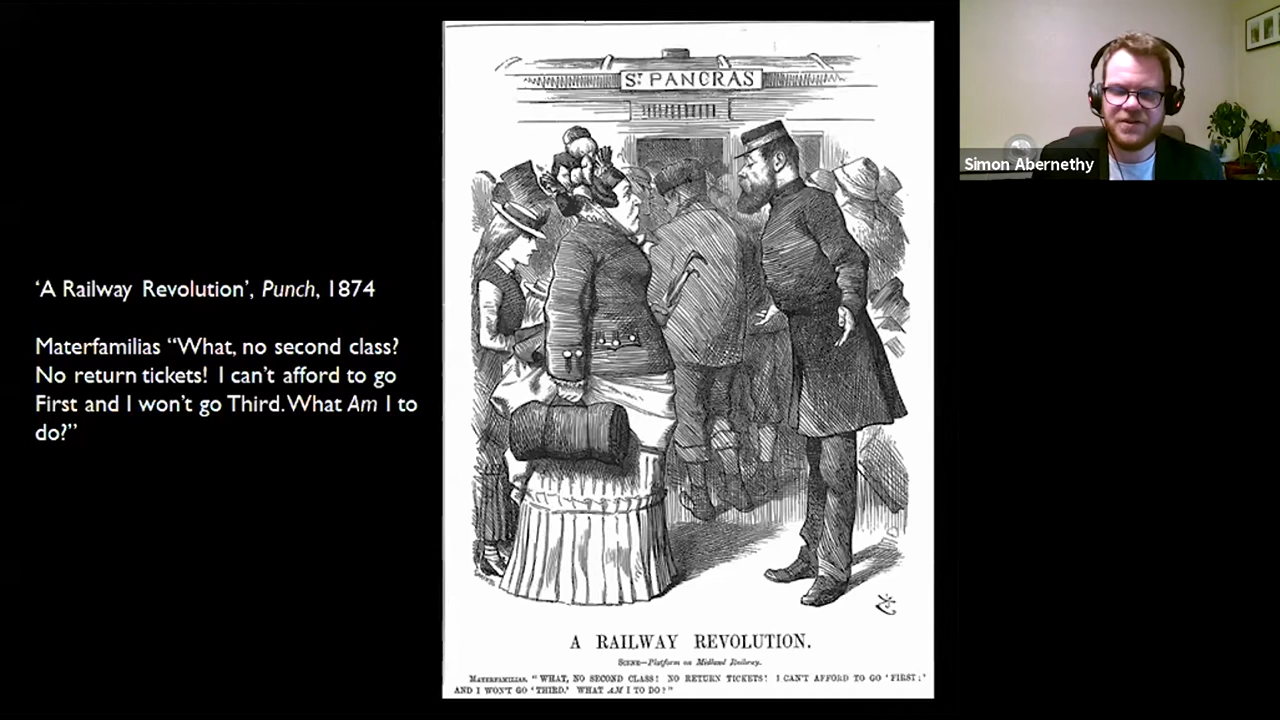 ‘A Railway Revolution’, Punch, 1874
Materfamilias “What, no second class?
No return tickets! I can’t afford to go
First and I won’t go Third. What Am I to
do?”
ST PANCRAS
A RAILWAY REVOLUTION.
SCENE—Platform on Midland Railway.
MATERFAMILIAS. “WHAT, NO SECOND CLASS! NO RETURN TICKETS! I CAN'T AFFORD TO GO ‘FIRST;’
AND I WON'T GO ‘THIRD.’ WHAT AM I TO DO?”
Simon Abernethy